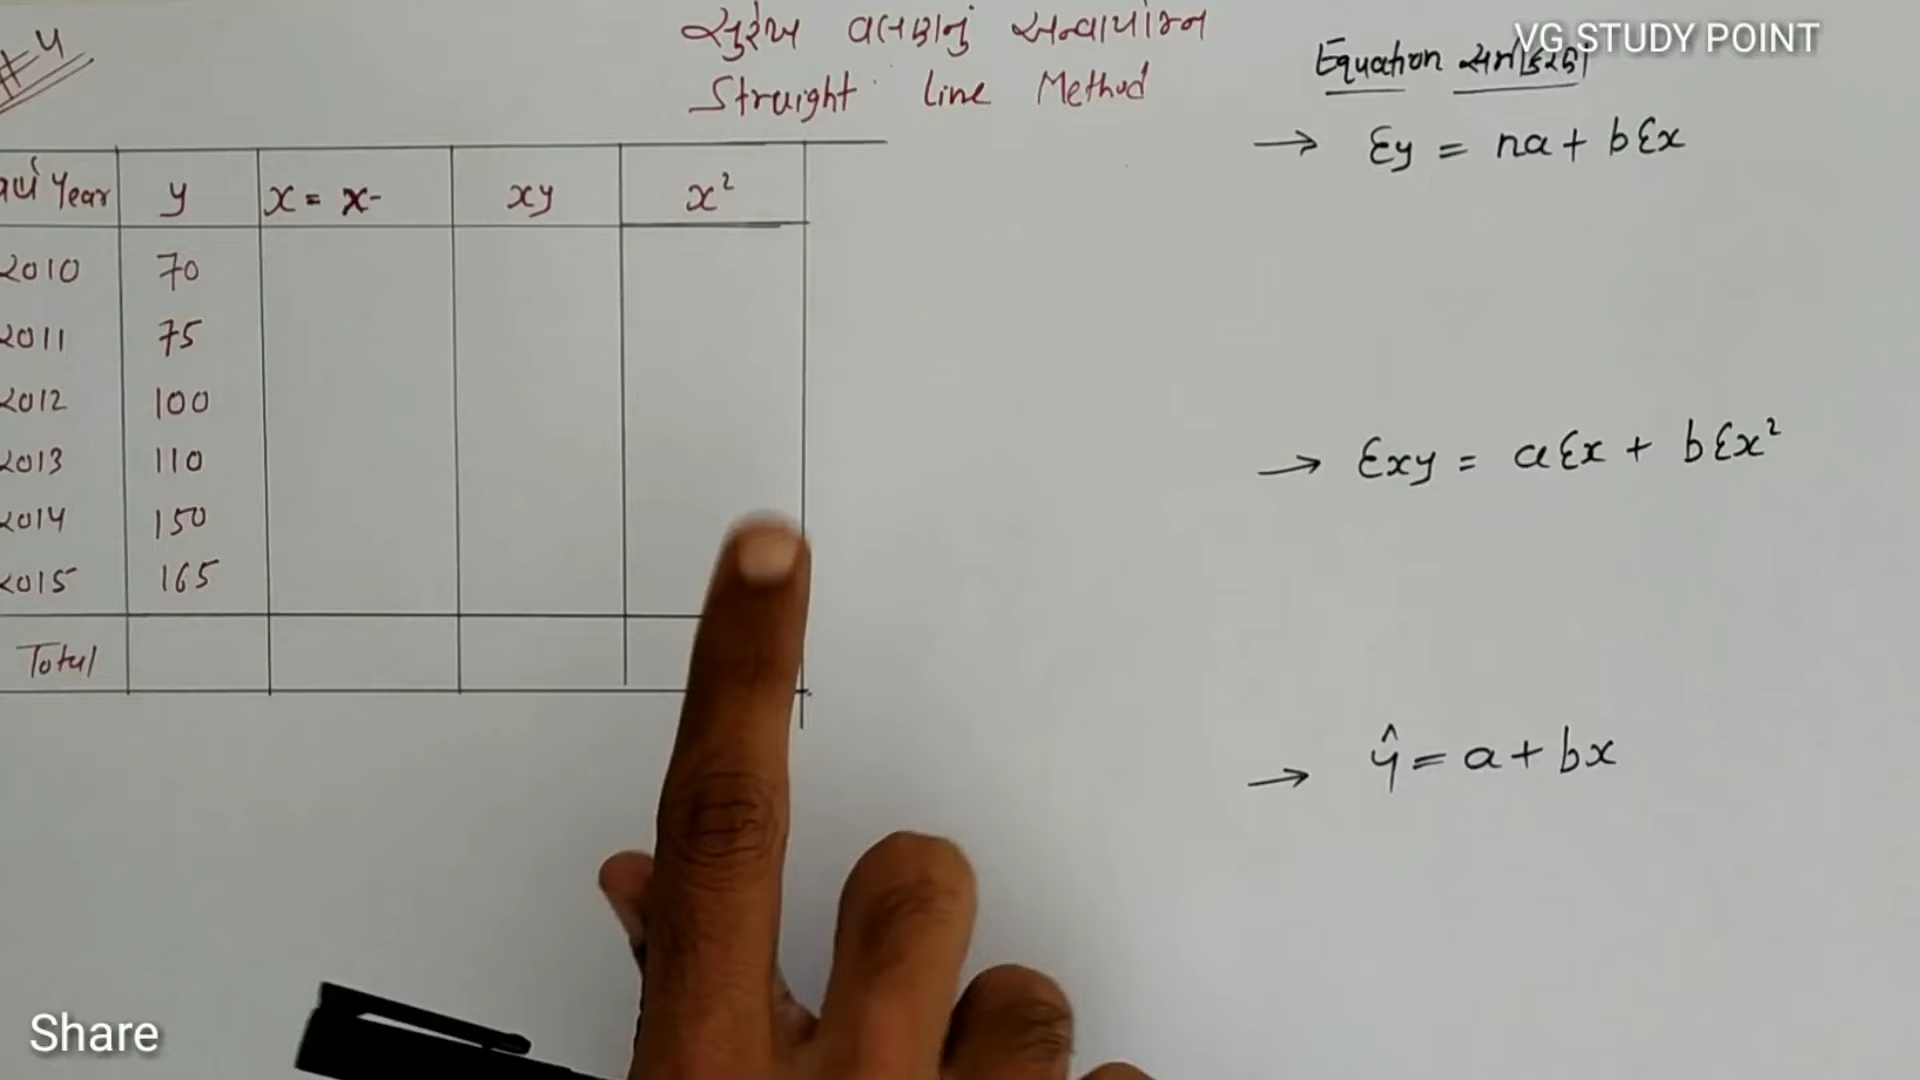 #4
સુરેખ વલણનું અન્વાયોજન
Straight Line Method
VG STUDY POINT
Equation સમીકરણ
વર્ષ Year y x = x- xy x²
2010 70
2011 75
2012 100
2013 110
2014 150
2015 165
Total
→ Σy = na + bΣx
→ Σxy = aΣx + bΣx²
→ ŷ = a + bx
Share